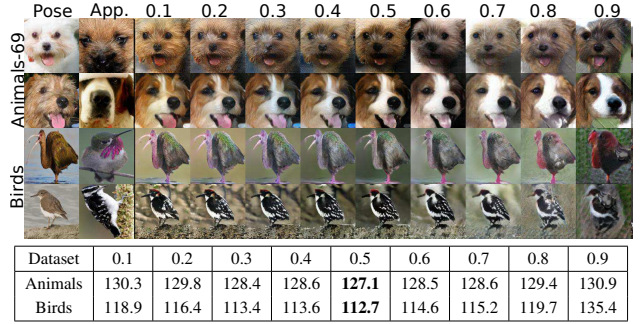 Pose App. 0.1 0.2 0.3 0.4 0.5 0.6 0.7 0.8 0.9
Animals-69
Birds
Dataset 0.1 0.2 0.3 0.4 0.5 0.6 0.7 0.8 0.9
Animals 130.3 129.8 128.4 128.6 127.1 128.5 128.6 129.4 130.9
Birds 118.9 116.4 113.4 113.6 112.7 114.6 115.2 119.7 135.4